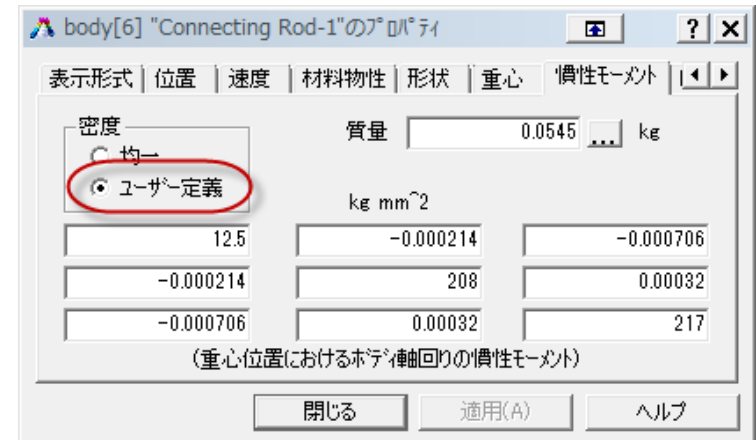 body[6] "Connecting Rod-1"のﾌﾟﾛﾊﾟﾃｨ
表示形式 位置 速度 材料物性 形状 重心 慣性ﾓｰﾒﾝﾄ
密度
質量 0.0545 ... kg
均一
ﾕｰｻﾞｰ定義
kg mm^2
12.5 -0.000214 -0.000706
-0.000214 208 0.00032
-0.000706 0.00032 217
(重心位置におけるﾎﾞﾃﾞｨ軸回りの慣性ﾓｰﾒﾝﾄ)
閉じる 適用(A) ヘルプ